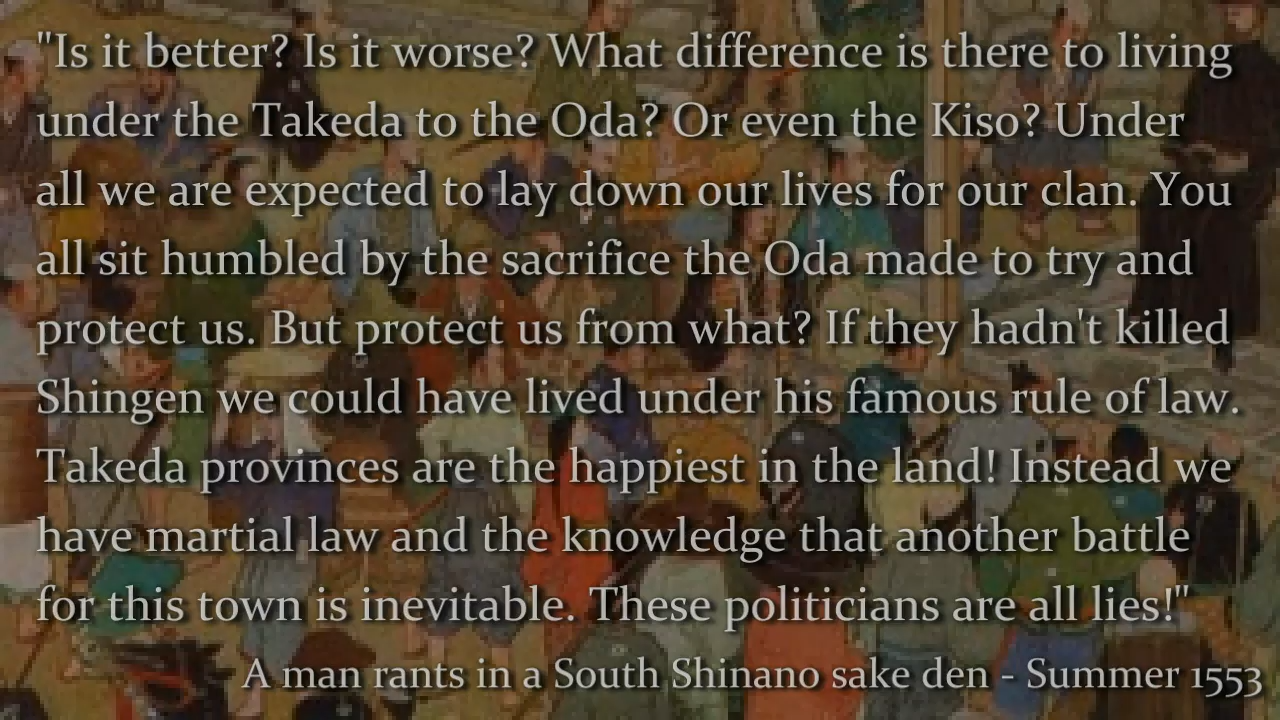 "Is it better? Is it worse? What difference is there to living
under the Takeda to the Oda? Or even the Kiso? Under
all we are expected to lay down our lives for our clan. You
all sit humbled by the sacrifice the Oda made to try and
protect us. But protect us from what? If they hadn't killed
Shingen we could have lived under his famous rule of law.
Takeda provinces are the happiest in the land! Instead we
have martial law and the knowledge that another battle
for this town is inevitable. These politicians are all lies!"
A man rants in a South Shinano sake den - Summer 1553